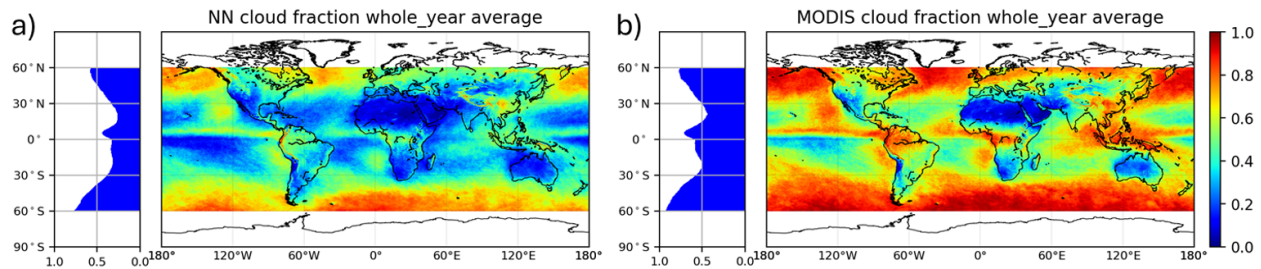 a)
NN cloud fraction whole_year average
60°N
30°N
0°
30°S
60°S
90°S
1.0 0.5 0.0
180° 120°W 60°W 0° 60°E 120°E 180°
b)
MODIS cloud fraction whole_year average
60°N
30°N
0°
30°S
60°S
90°S
1.0 0.5 0.0
180° 120°W 60°W 0° 60°E 120°E 180°
1.0
0.8
0.6
0.4
0.2
0.0